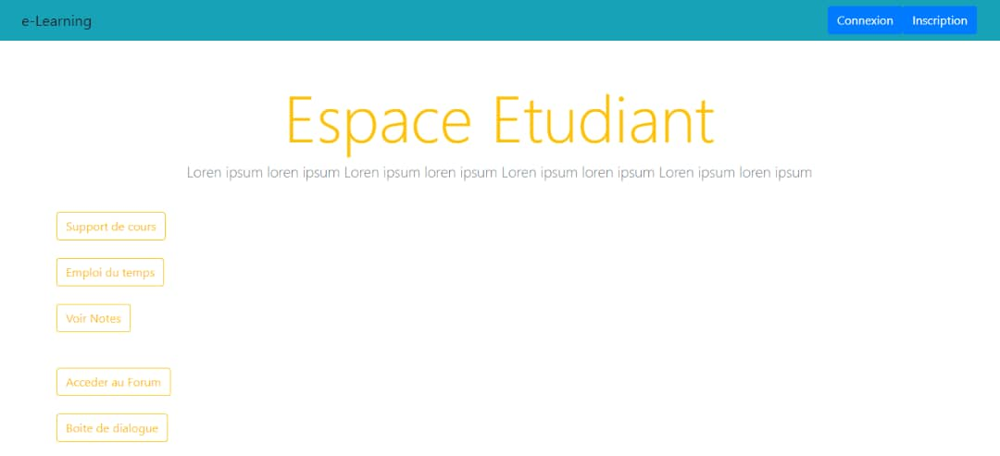 e-Learning
Connexion
Inscription
Espace Etudiant
Loren ipsum loren ipsum Loren ipsum loren ipsum Loren ipsum loren ipsum Loren ipsum loren ipsum
Support de cours
Emploi du temps
Voir Notes
Acceder au Forum
Boite de dialogue